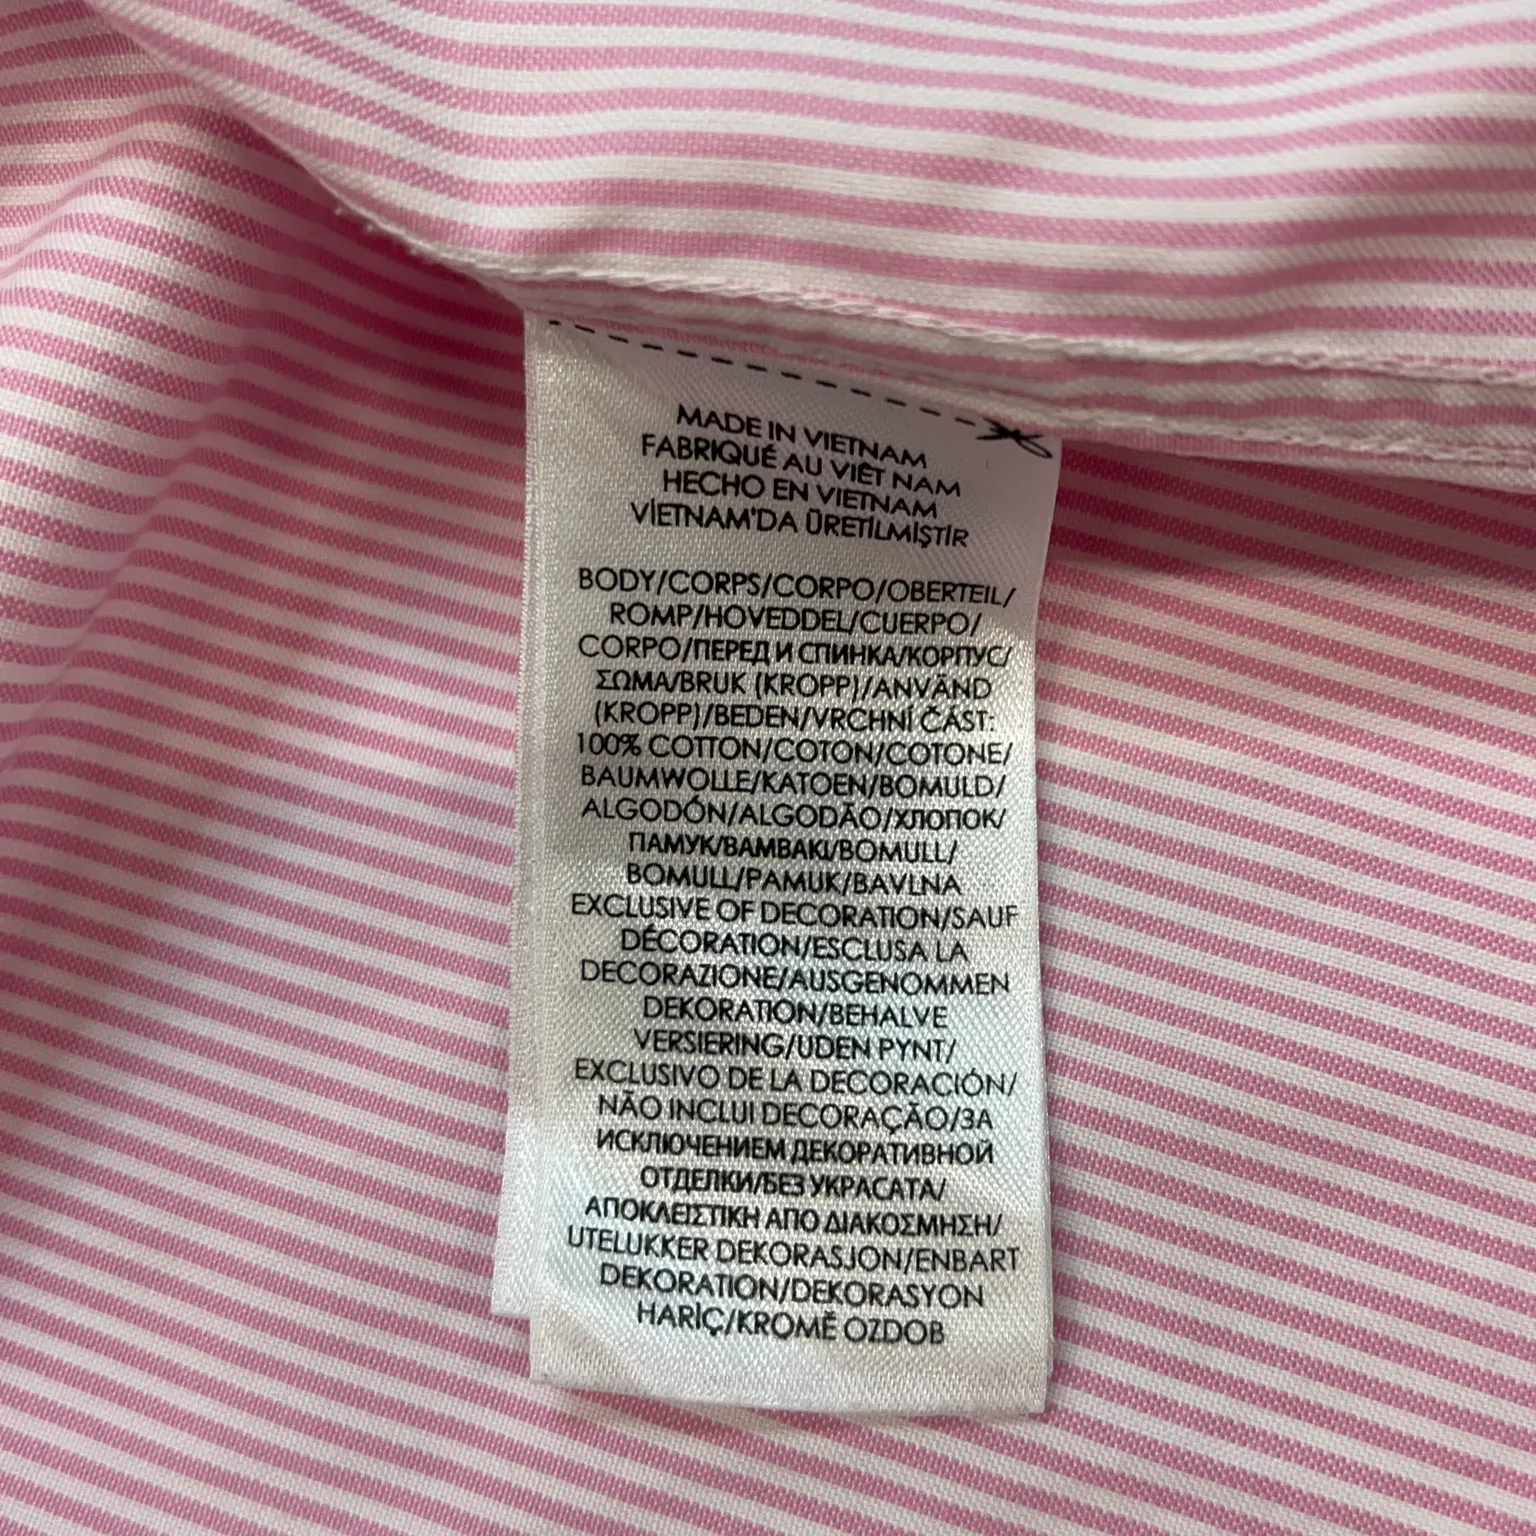 MADE IN VIETNAM
FABRIQUÉ AU VIÊT NAM
HECHO EN VIETNAM
VİETNAM'DA ÜRETİLMİŞTİR
BODY/CORPS/CORPO/OBERTEIL/
ROMP/HOVEDDEL/CUERPO/
CORPO/ПЕРЕД И СПИНКА/КОРПУС/
ΣΩΜΑ/BRUK (KROPP)/ANVÄND
(KROPP)/BEDEN/VRCHNÍ ČÁST:
100% COTTON/COTON/COTONE/
BAUMWOLLE/KATOEN/BOMULD/
ALGODÓN/ALGODÃO/ХЛОПОК/
ПАМУК/ΒΑΜΒΑΚΙ/BOMULL/
BOMULL/PAMUK/BAVLNA
EXCLUSIVE OF DECORATION/SAUF
DÉCORATION/ESCLUSA LA
DECORAZIONE/AUSGENOMMEN
DEKORATION/BEHALVE
VERSIERING/UDEN PYNT/
EXCLUSIVO DE LA DECORACIÓN/
NÃO INCLUI DECORAÇÃO/ЗА
ИСКЛЮЧЕНИЕМ ДЕКОРАТИВНОЙ
ОТДЕЛКИ/БЕЗ УКРАСАТА/
ΑΠΟΚΛΕΙΣΤΙΚΗ ΑΠΟ ΔΙΑΚΟΣΜΗΣΗ/
UTELUKKER DEKORASJON/ENBART
DEKORATION/DEKORASYON
HARİÇ/KROMĚ OZDOB